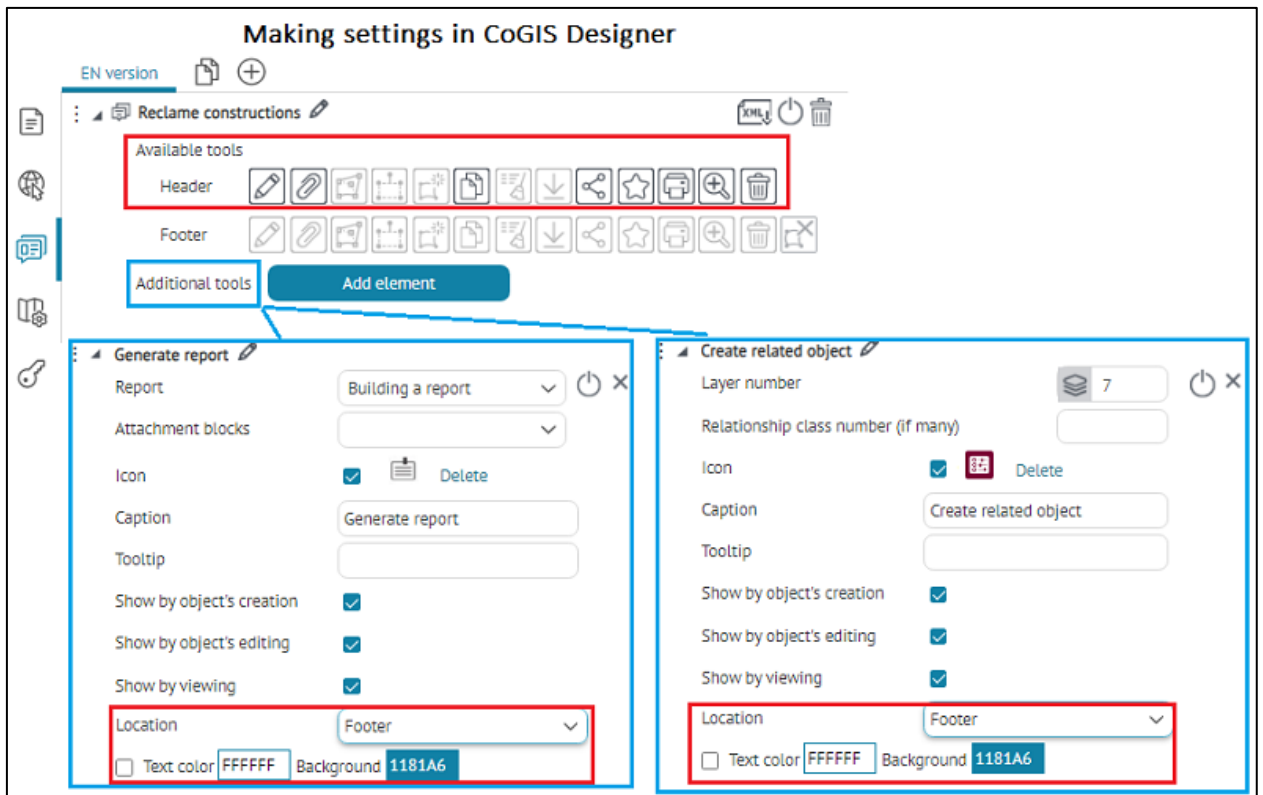 Making settings in CoGIS Designer
EN version
Reclame constructions
XML
Available tools
Header
Footer
Additional tools
Add element
Generate report
Report
Building a report
Attachment blocks
Icon
Delete
Caption
Generate report
Tooltip
Show by object's creation
Show by object's editing
Show by viewing
Location
Footer
Text color FFFFFF Background 1181A6
Create related object
Layer number
7
Relationship class number (if many)
Icon
Delete
Caption
Create related object
Tooltip
Show by object's creation
Show by object's editing
Show by viewing
Location
Footer
Text color FFFFFF Background 1181A6